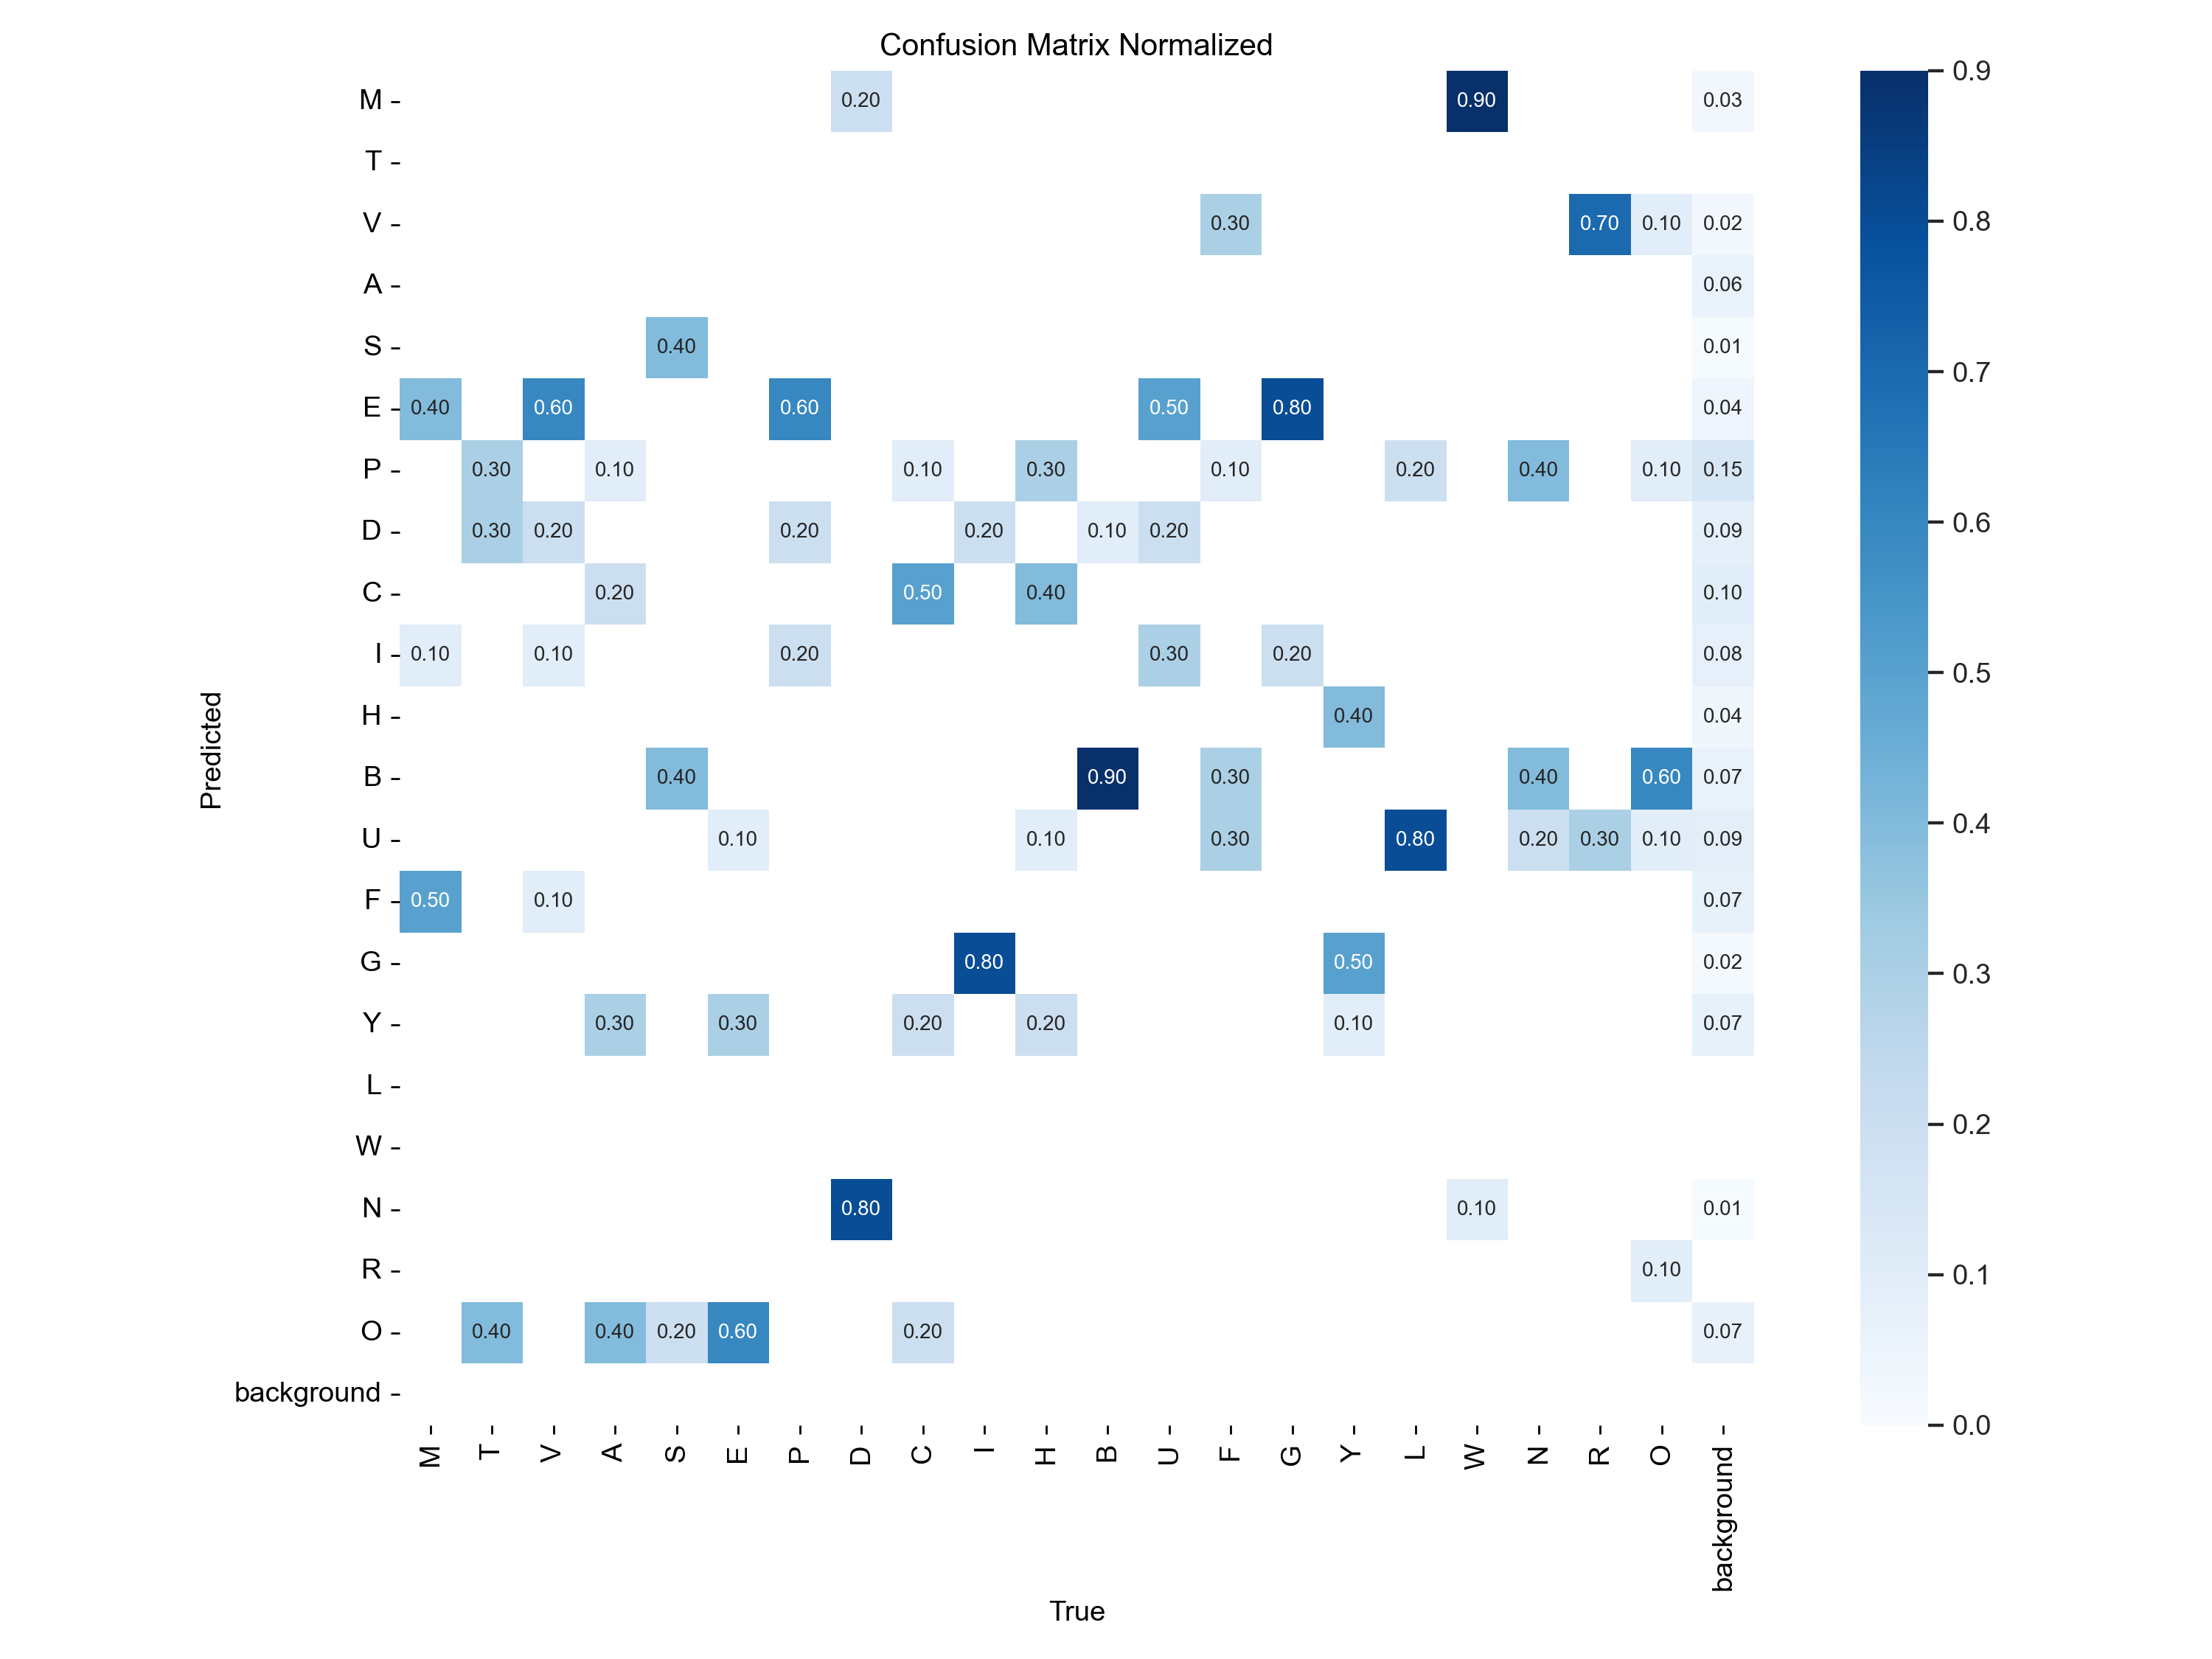 Confusion Matrix Normalized
M 0.20 0.90 0.03
T
V 0.30 0.70 0.10 0.02
A 0.06
S 0.40 0.01
E 0.40 0.60 0.60 0.50 0.80 0.04
P 0.30 0.10 0.10 0.30 0.10 0.20 0.40 0.10 0.15
D 0.30 0.20 0.20 0.20 0.10 0.20 0.09
C 0.20 0.50 0.40 0.10
I 0.10 0.10 0.20 0.30 0.20 0.08
H 0.40 0.04
B 0.40 0.90 0.30 0.40 0.60 0.07
U 0.10 0.10 0.30 0.80 0.20 0.30 0.10 0.09
F 0.50 0.10 0.07
G 0.80 0.50 0.02
Y 0.30 0.30 0.20 0.20 0.10 0.07
L
W
N 0.80 0.10 0.01
R 0.10
O 0.40 0.40 0.20 0.60 0.20 0.07
background
Predicted
M T V A S E P D C I H B U F G Y L W N R O background
True
0.9
0.8
0.7
0.6
0.5
0.4
0.3
0.2
0.1
0.0